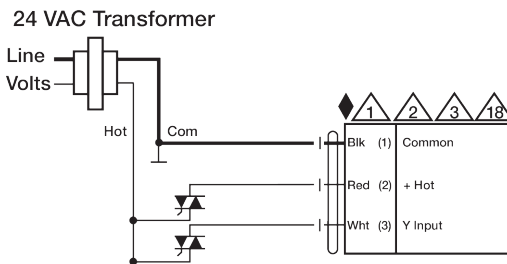 24 VAC Transformer
Line
Volts
Hot
Com
1 2 3 18
Blk (1) Common
Red (2) + Hot
Wht (3) Y Input